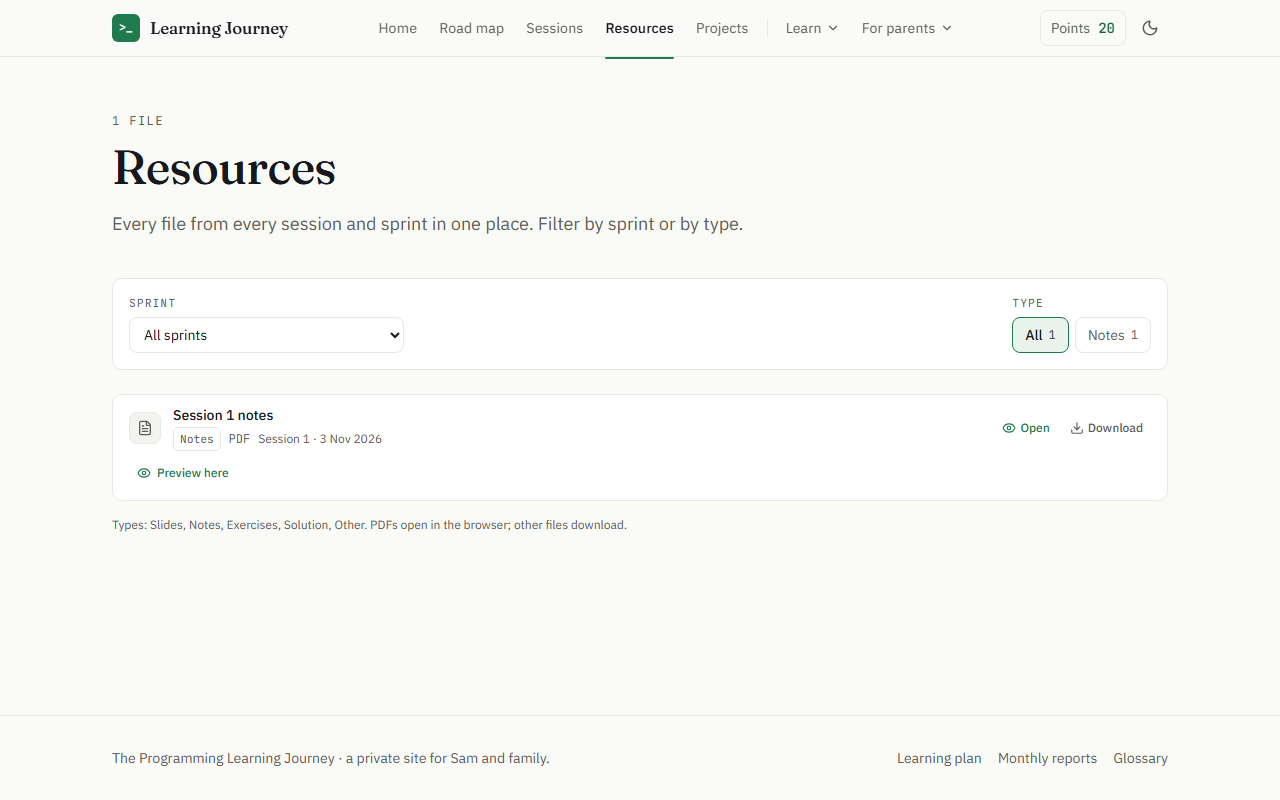 >_ Learning Journey Home Road map Sessions Resources Projects Learn For parents Points 20
1 FILE
Resources
Every file from every session and sprint in one place. Filter by sprint or by type.
SPRINT TYPE
All sprints All 1 Notes 1
Session 1 notes
Notes PDF Session 1 · 3 Nov 2026 Open Download
Preview here
Types: Slides, Notes, Exercises, Solution, Other. PDFs open in the browser; other files download.
The Programming Learning Journey · a private site for Sam and family. Learning plan Monthly reports Glossary